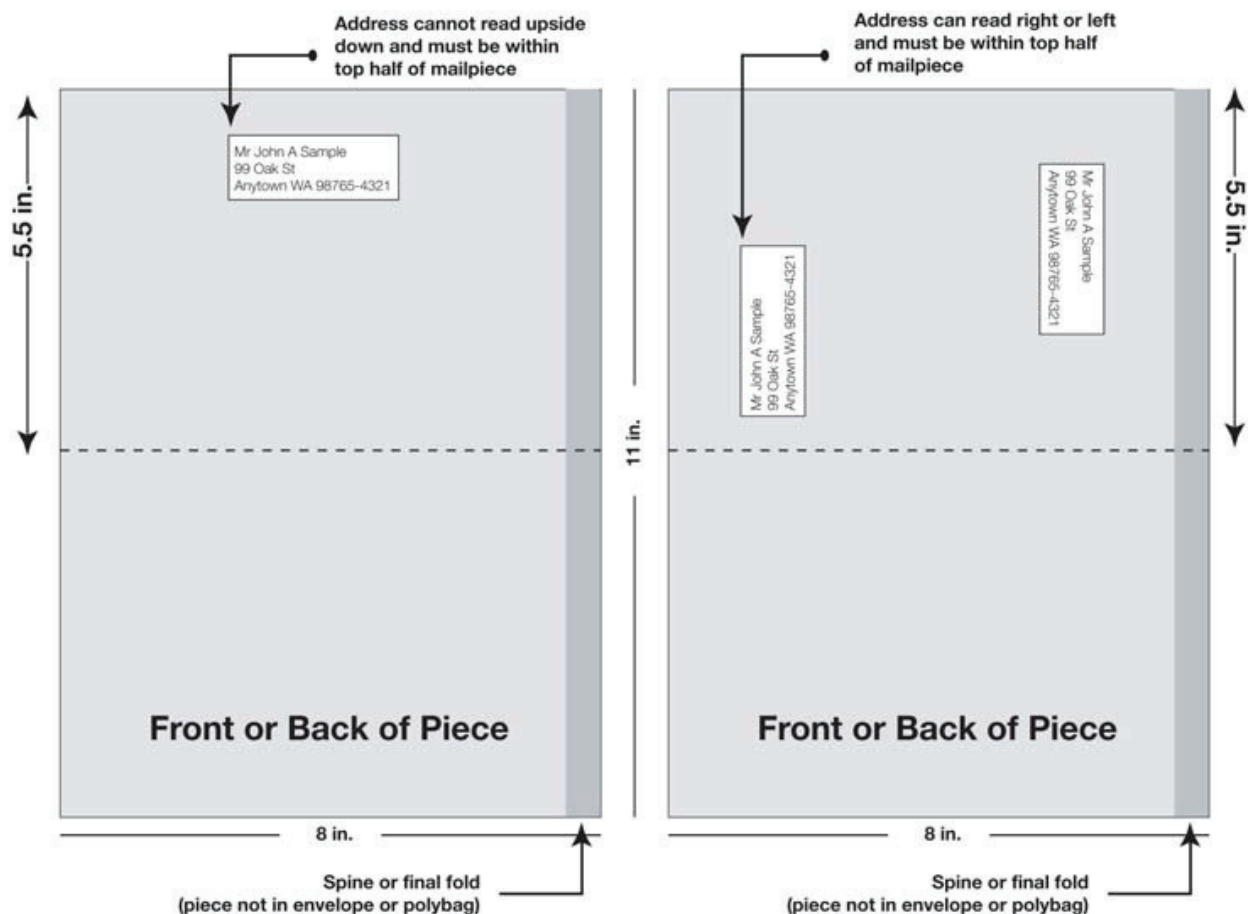 Address cannot read upside
down and must be within
top half of mailpiece
Address can read right or left
and must be within top half
of mailpiece
5.5 in.
Mr John A Sample
99 Oak St
Anytown WA 98765-4321
11 in.
Mr John A Sample
99 Oak St
Anytown WA 98765-4321
Mr John A Sample
99 Oak St
Anytown WA 98765-4321
5.5 in.
Front or Back of Piece
Front or Back of Piece
8 in.
8 in.
Spine or final fold
(piece not in envelope or polybag)
Spine or final fold
(piece not in envelope or polybag)